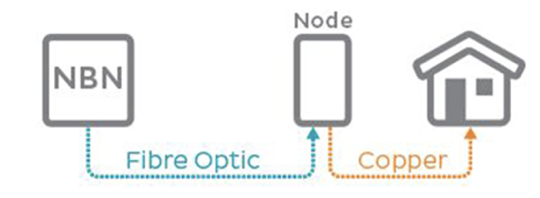 Node
NBN
Fibre Optic
Copper